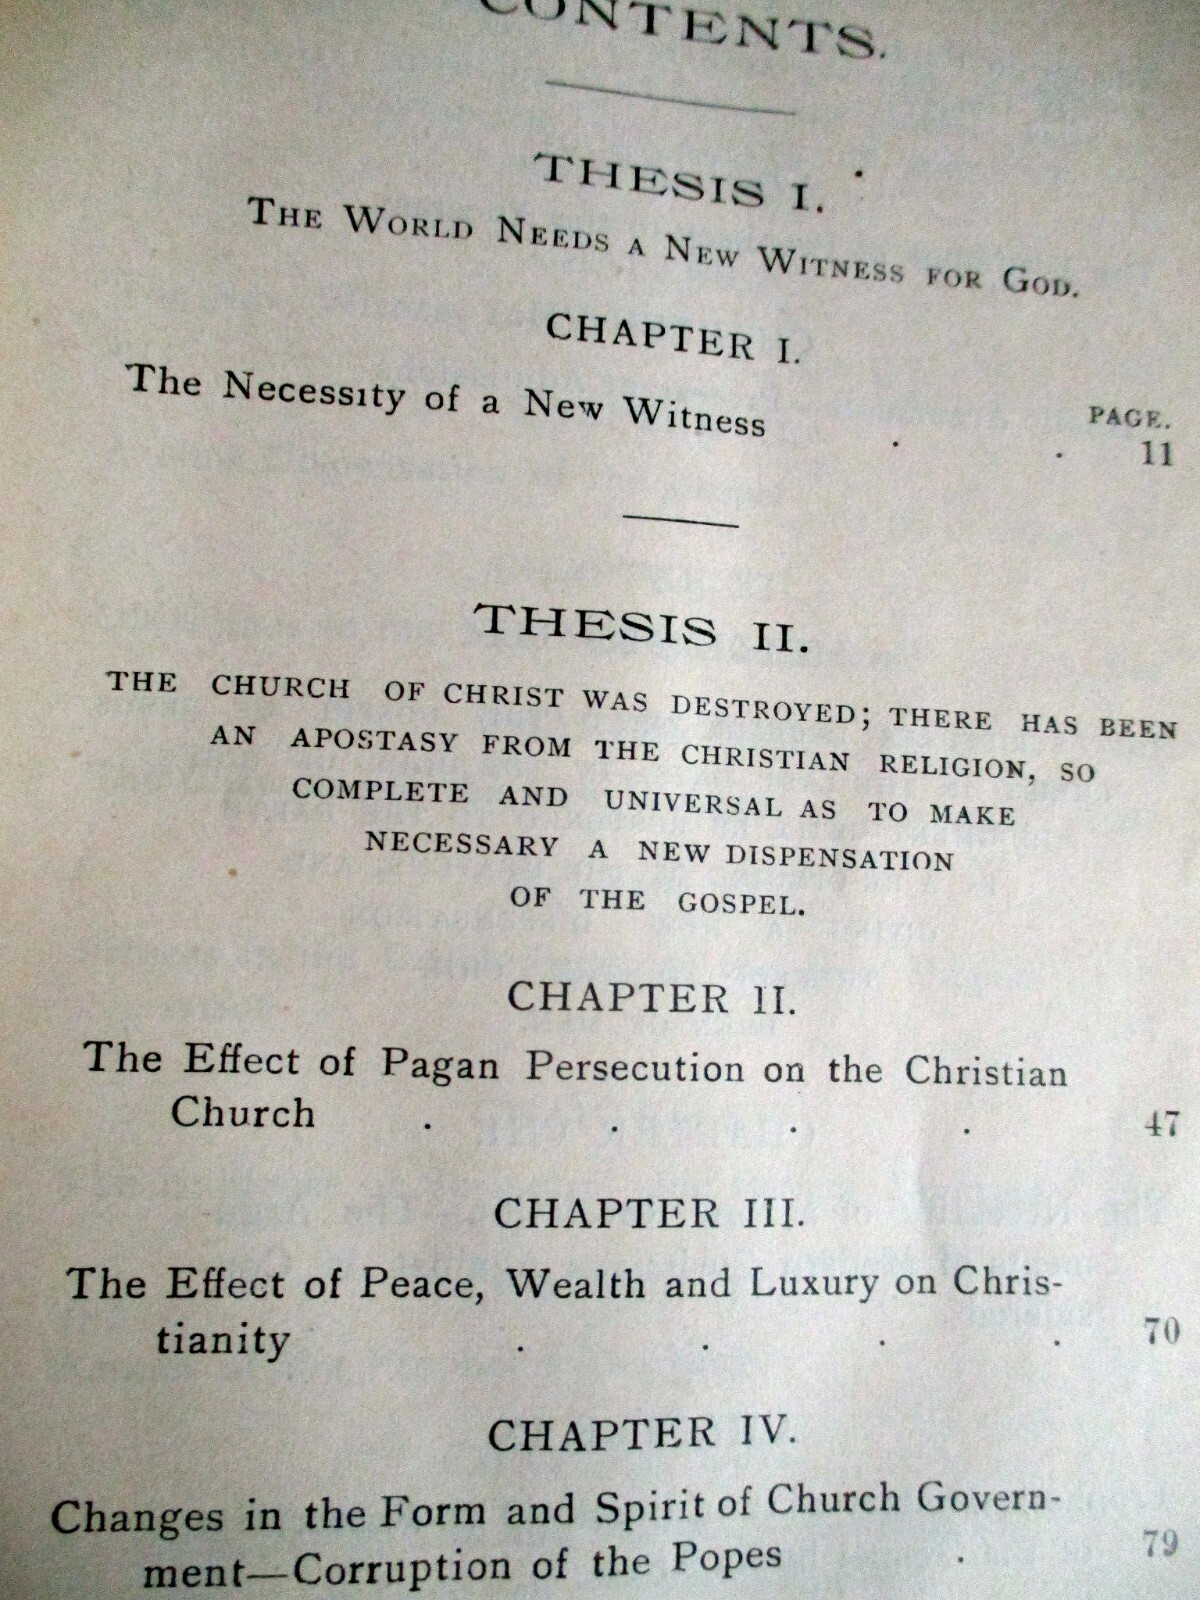 CONTENTS.
THESIS I.
THE WORLD NEEDS A NEW WITNESS FOR GOD.
CHAPTER I.
PAGE.
The Necessity of a New Witness . . 11
THESIS II.
THE CHURCH OF CHRIST WAS DESTROYED; THERE HAS BEEN
AN APOSTASY FROM THE CHRISTIAN RELIGION, SO
COMPLETE AND UNIVERSAL AS TO MAKE
NECESSARY A NEW DISPENSATION
OF THE GOSPEL.
CHAPTER II.
The Effect of Pagan Persecution on the Christian
Church . . . . 47
CHAPTER III.
The Effect of Peace, Wealth and Luxury on Chris-
tianity . . . . 70
CHAPTER IV.
Changes in the Form and Spirit of Church Govern-
ment—Corruption of the Popes . 79